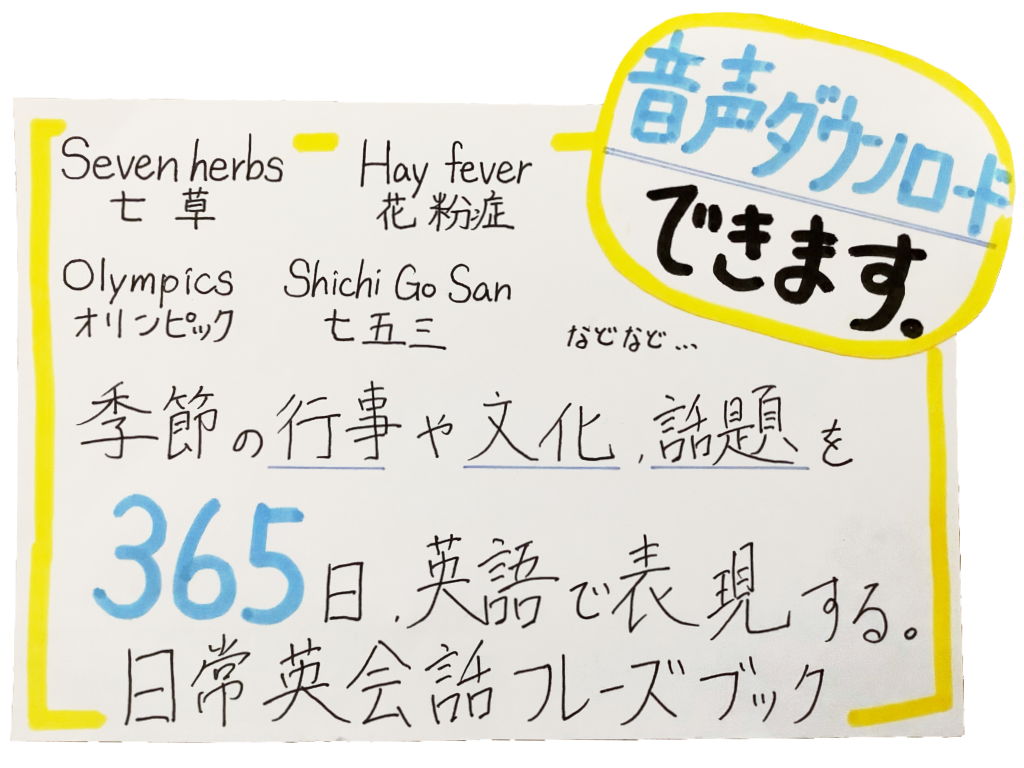 音声ダウンロード
できます。
Seven herbs Hay fever
七草 花粉症
Olympics Shichi Go San
オリンピック 七五三 などなど...
季節の行事や文化、話題を
365日、英語で表現する。
日常英会話フレーズブック